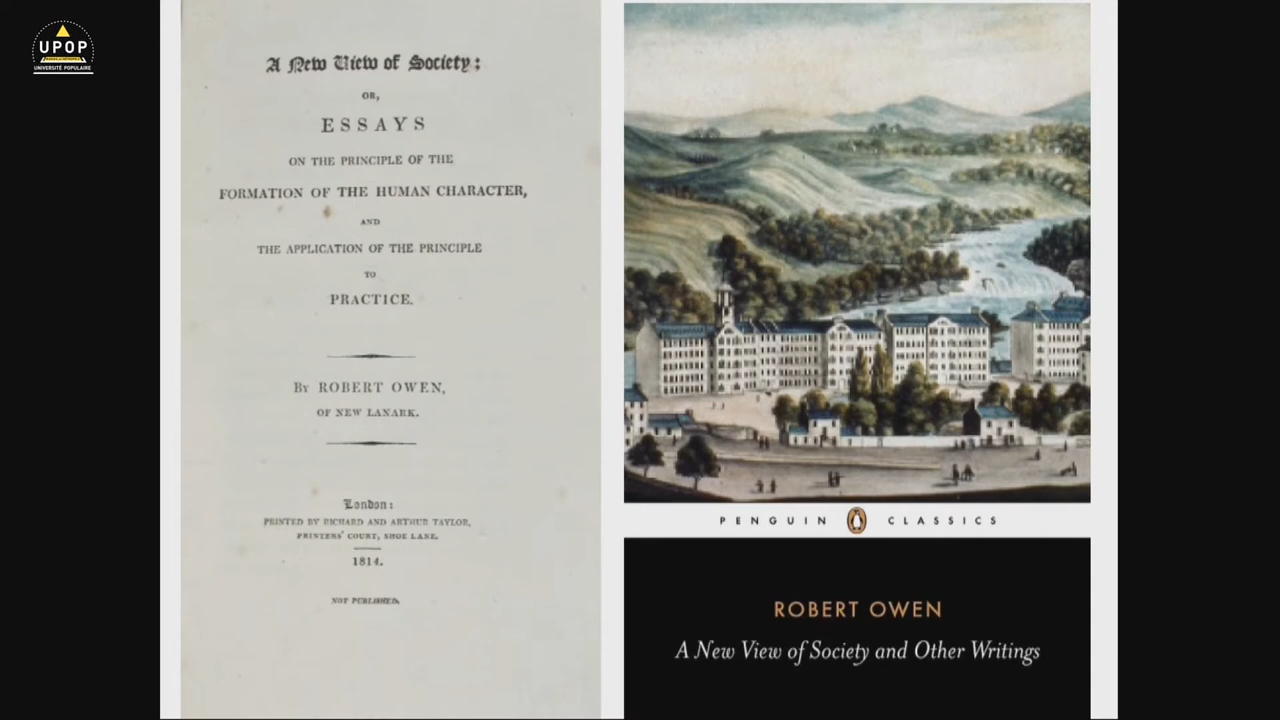 UPOP
UNIVERSITÉ POPULAIRE
A New View of Society;
OR,
ESSAYS
ON THE PRINCIPLE OF THE
FORMATION OF THE HUMAN CHARACTER,
AND
THE APPLICATION OF THE PRINCIPLE
TO
PRACTICE.
By ROBERT OWEN,
OF NEW LANARK.
London:
PRINTED BY RICHARD AND ARTHUR TAYLOR,
PRINTERS' COURT, SHOE LANE.
1814.
NOT PUBLISHED.
PENGUIN CLASSICS
ROBERT OWEN
A New View of Society and Other Writings